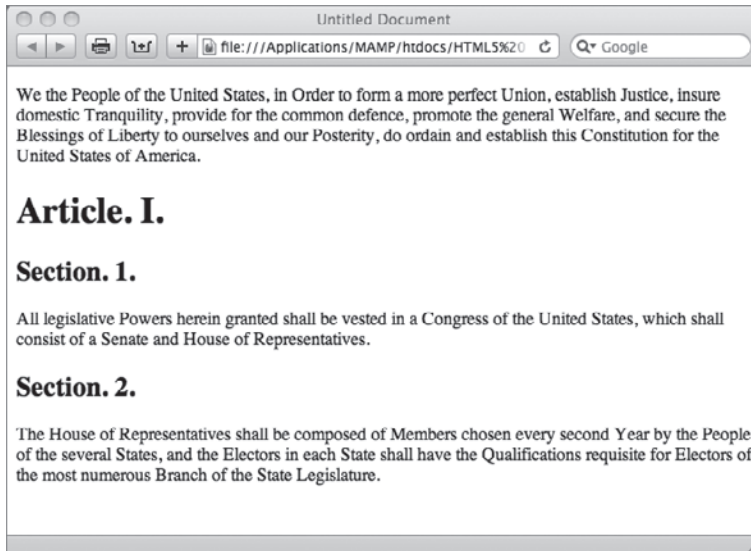 Untitled Document
+ file:///Applications/MAMP/htdocs/HTML5%20 Google
We the People of the United States, in Order to form a more perfect Union, establish Justice, insure
domestic Tranquility, provide for the common defence, promote the general Welfare, and secure the
Blessings of Liberty to ourselves and our Posterity, do ordain and establish this Constitution for the
United States of America.
Article. I.
Section. 1.
All legislative Powers herein granted shall be vested in a Congress of the United States, which shall
consist of a Senate and House of Representatives.
Section. 2.
The House of Representatives shall be composed of Members chosen every second Year by the People
of the several States, and the Electors in each State shall have the Qualifications requisite for Electors of
the most numerous Branch of the State Legislature.